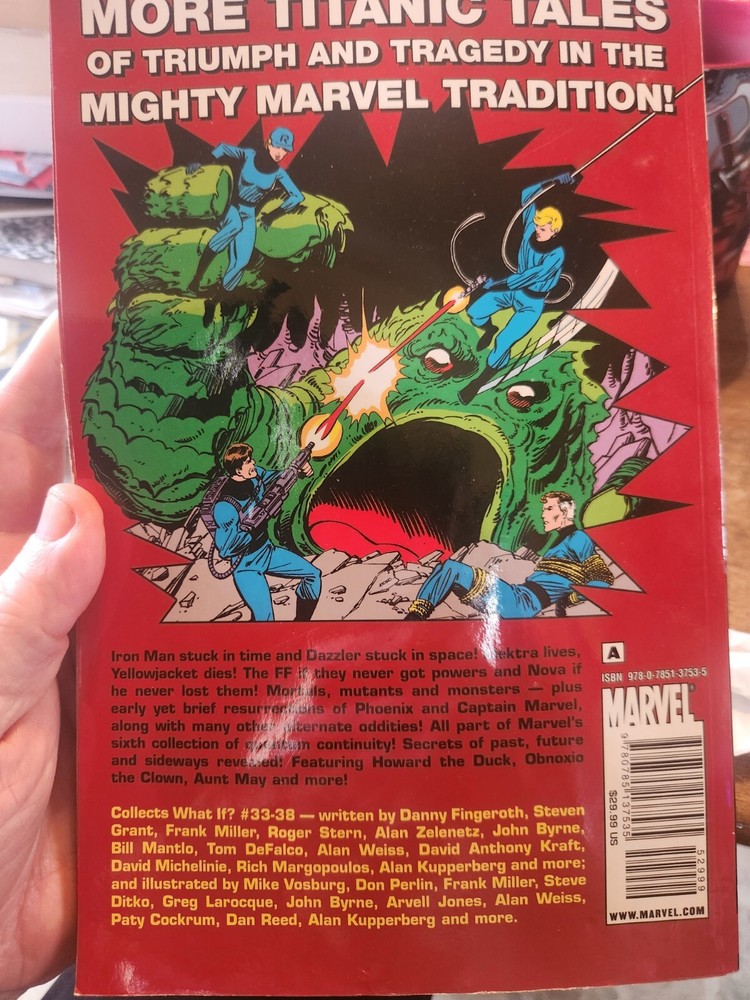 MORE TITANIC TALES
OF TRIUMPH AND TRAGEDY IN THE
MIGHTY MARVEL TRADITION!
R
Iron Man stuck in time and Dazzler stuck in space! Elektra lives,
Yellowjacket dies! The FF if they never got powers and Nova if
he never lost them! Mortals, mutants and monsters — plus
early yet brief resurrections of Phoenix and Captain Marvel,
along with many other alternate oddities! All part of Marvel's
sixth collection of quantum continuity! Secrets of past, future
and sideways revealed! Featuring Howard the Duck, Obnoxio
the Clown, Aunt May and more!
Collects What If? #33-38 — written by Danny Fingeroth, Steven
Grant, Frank Miller, Roger Stern, Alan Zelenetz, John Byrne,
Bill Mantlo, Tom DeFalco, Alan Weiss, David Anthony Kraft,
David Michelinie, Rich Margopoulos, Alan Kupperberg and more;
and illustrated by Mike Vosburg, Don Perlin, Frank Miller, Steve
Ditko, Greg Larocque, John Byrne, Arvell Jones, Alan Weiss,
Paty Cockrum, Dan Reed, Alan Kupperberg and more.
A
ISBN 978-0-7851-3753-5
MARVEL
9 780785 137535
52999
$29.99 US
WWW.MARVEL.COM